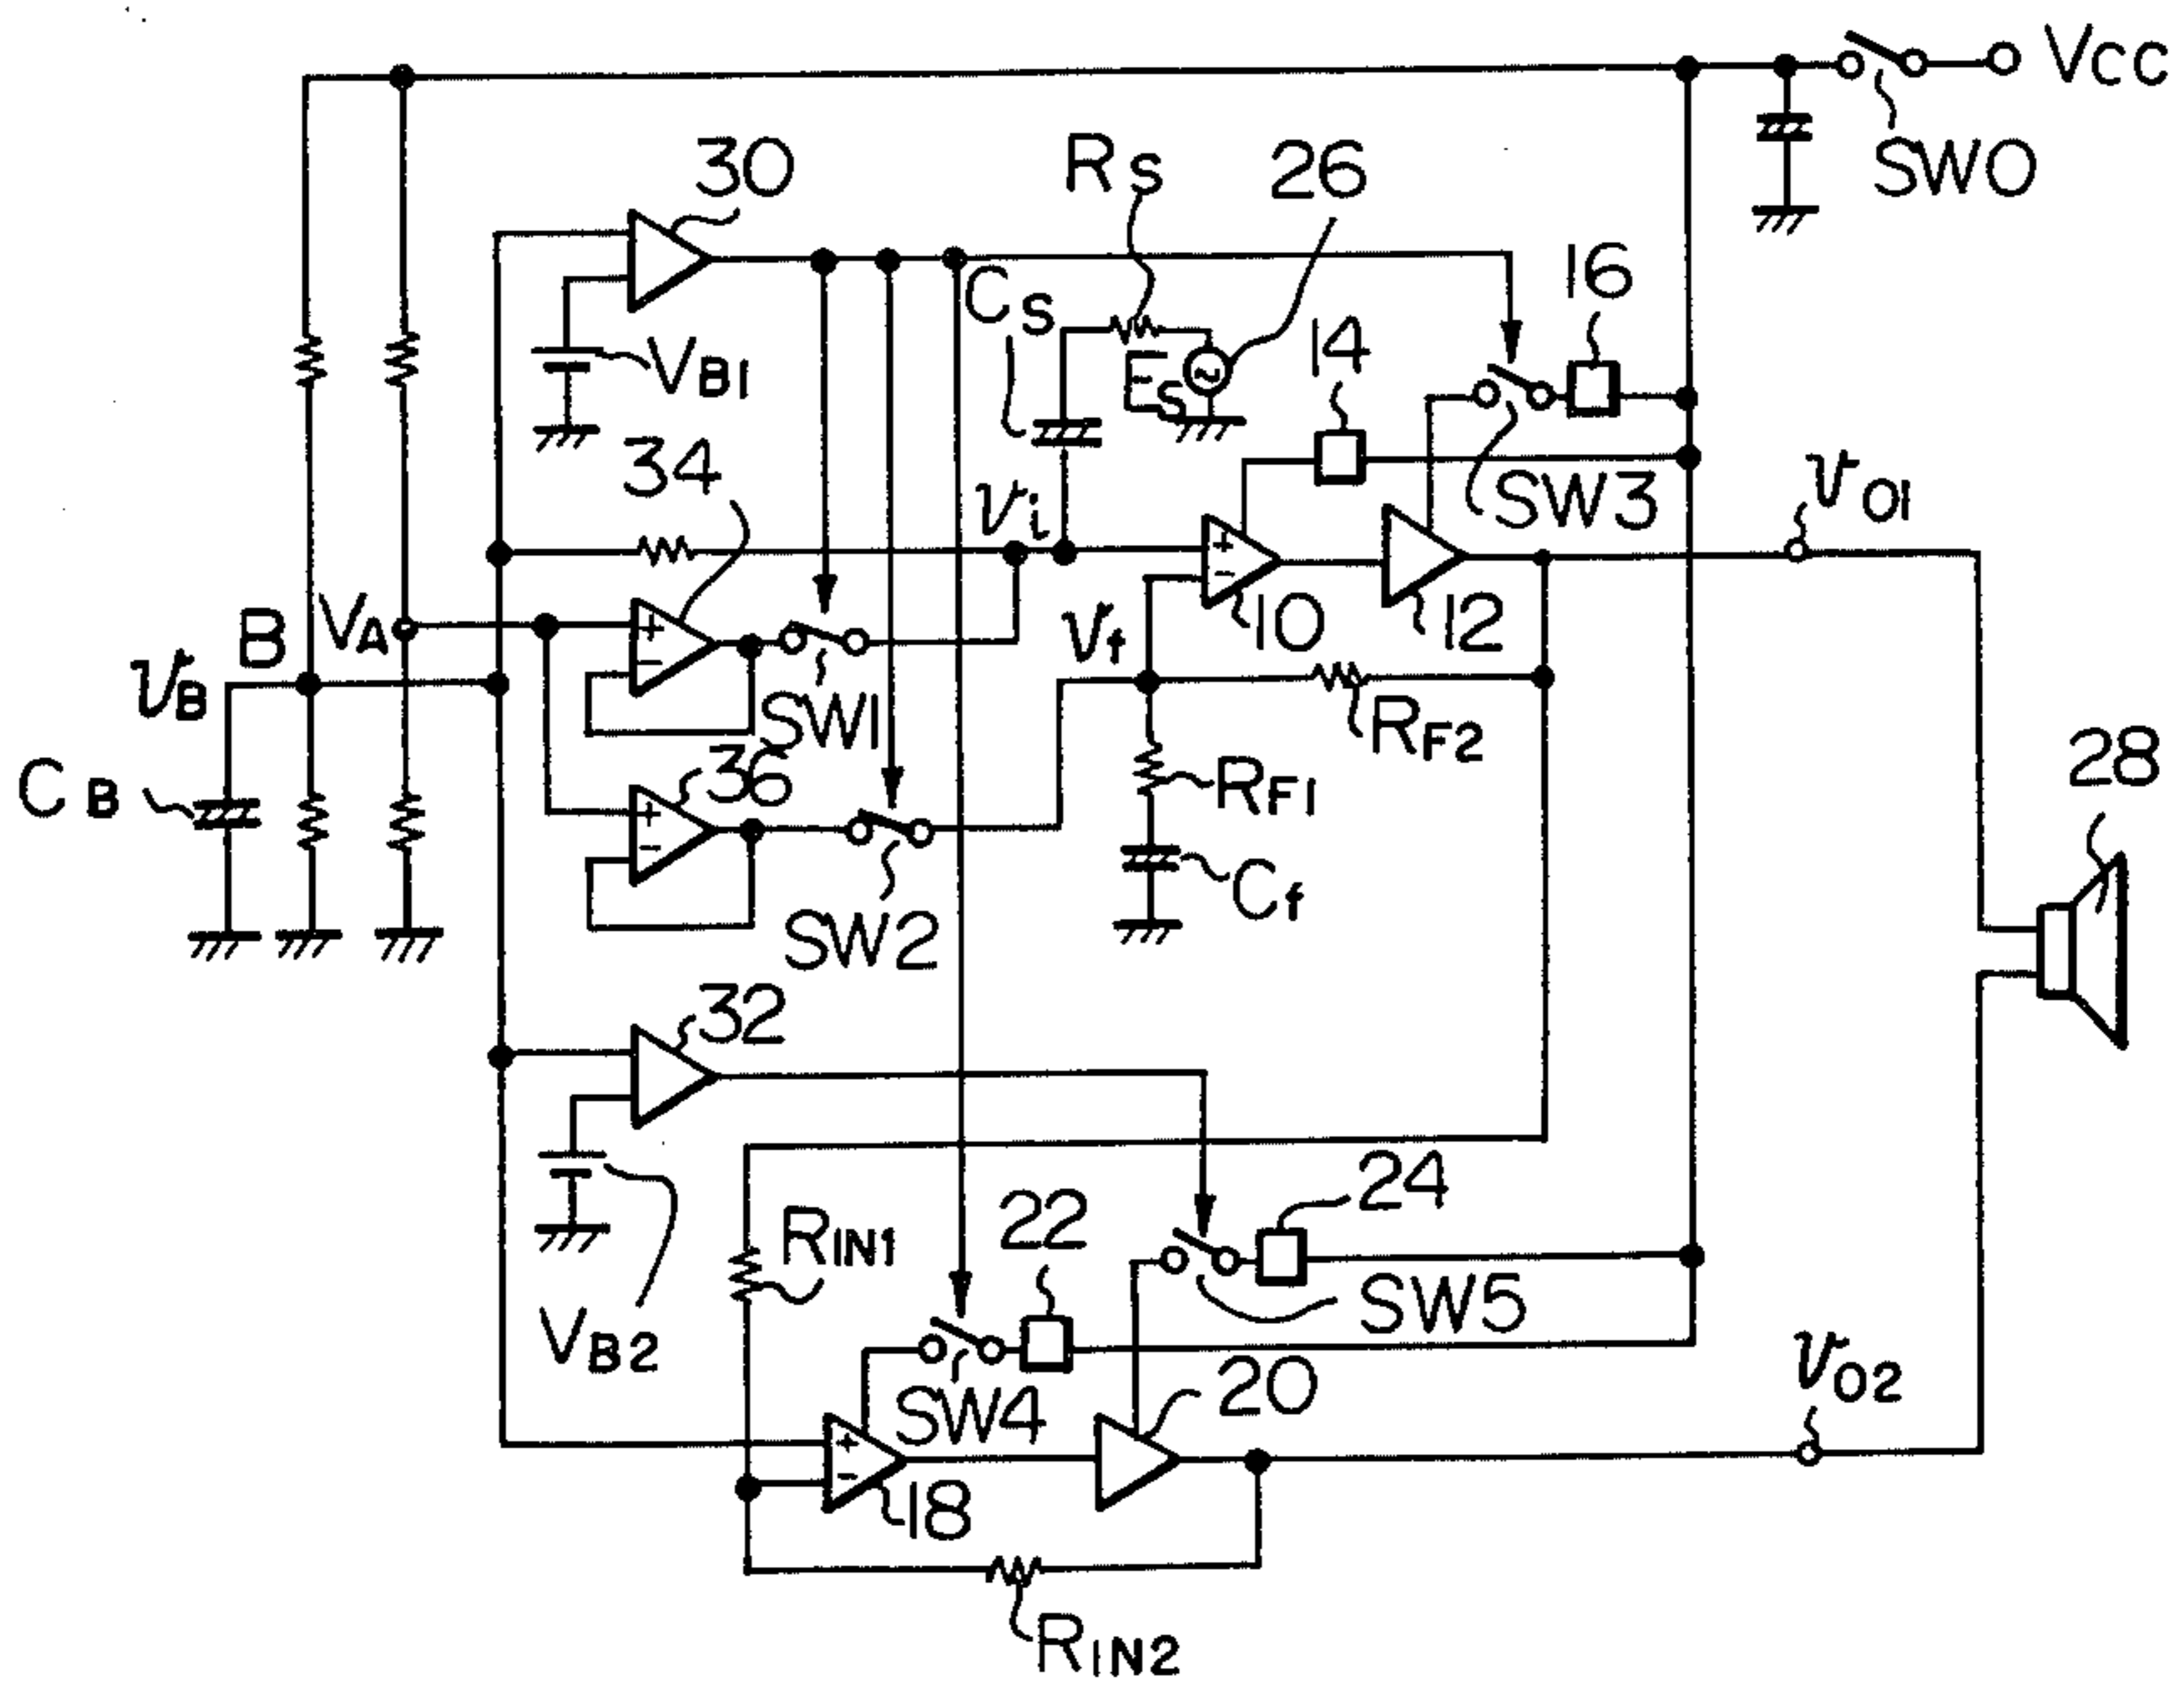 VCC
SW0
30
RS
26
16
CS
14
VB1
ES
34
SW3
vi
vO1
10
12
B
VA
vB
Vf
SW1
RF2
28
36
RF1
CB
Cf
SW2
32
24
22
RIN1
SW5
VB2
SW4
20
vO2
18
RIN2
+
-
+
-
+
-
+
-